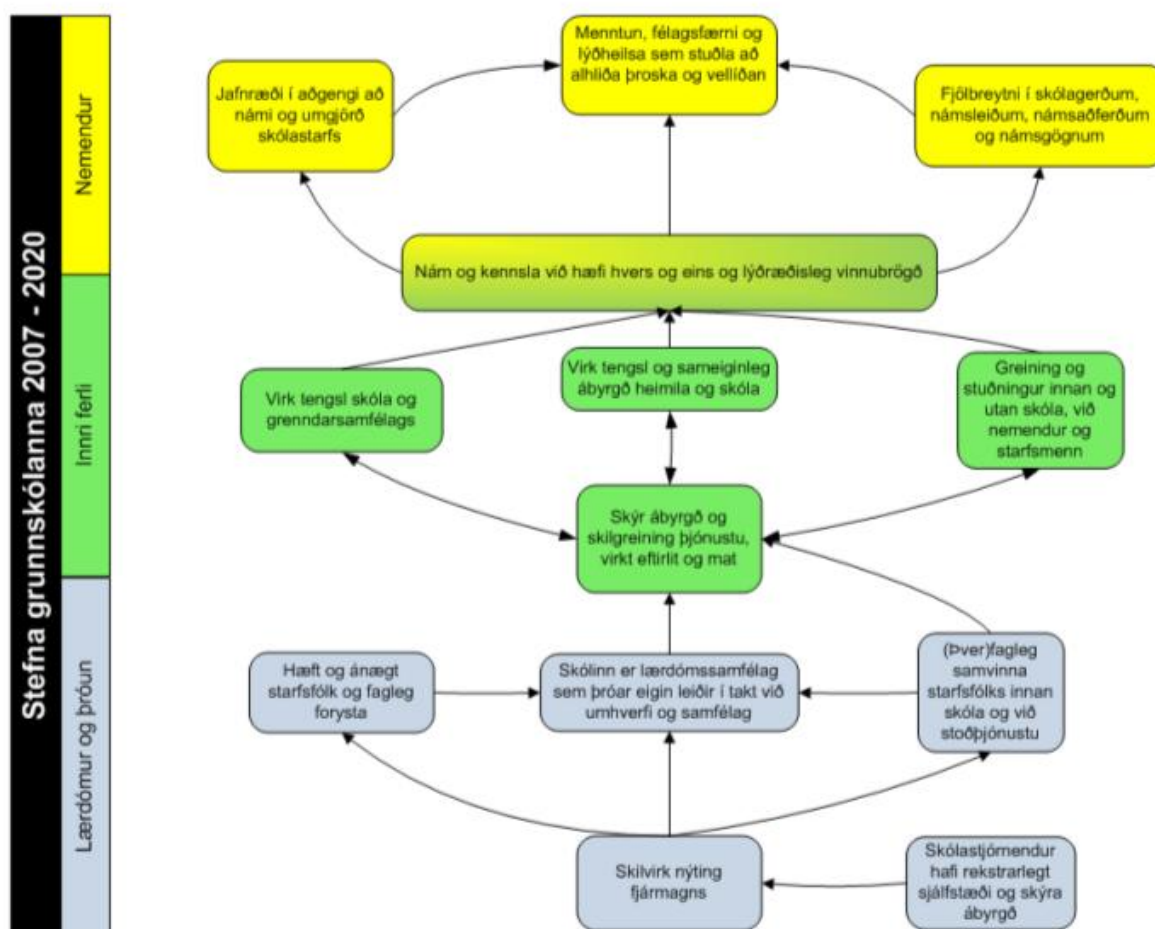 Stefna grunnskólanna 2007 - 2020
Nemendur
Innri ferli
Lærdómur og þróun
Menntun, félagsfærni og
lýðheilsa sem stuðla að
alhliða þroska og vellíðan
Jafnræði í aðgengi að
námi og umgjörð
skólastarfs
Fjölbreytni í skólagerðum,
námsleiðum, námsaðferðum
og námsgögnum
Nám og kennsla við hæfi hvers og eins og lýðræðisleg vinnubrögð
Virk tengsl skóla og
grenndarsamfélags
Virk tengsl og sameiginleg
ábyrgð heimila og skóla
Greining og
stuðningur innan og
utan skóla, við
nemendur og
starfsmenn
Skýr ábyrgð og
skilgreining þjónustu,
virkt eftirlit og mat
Hæft og ánægt
starfsfólk og fagleg
forysta
Skólinn er lærdómssamfélag
sem þróar eigin leiðir í takt við
umhverfi og samfélag
(Þver)fagleg
samvinna
starfsfólks innan
skóla og við
stoðþjónustu
Skilvirk nýting
fjármagns
Skólastjórnendur
hafi rekstrarlegt
sjálfstæði og skýra
ábyrgð